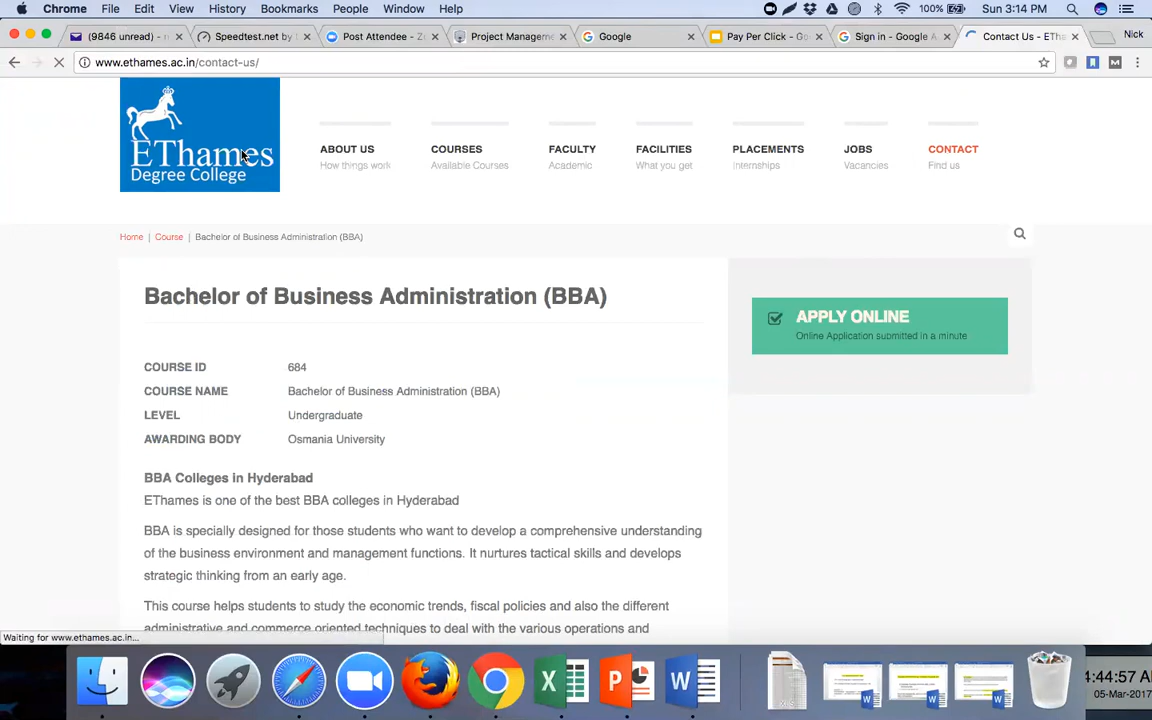 Chrome File Edit View History Bookmarks People Window Help 100% Sun 3:14 PM
(9846 unread) - Speedtest.net by Post Attendee - Z Project Managem Google Pay Per Click - Go Sign in - Google A Contact Us - ETha Nick
www.ethames.ac.in/contact-us/
EThames
Degree College
ABOUT US COURSES FACULTY FACILITIES PLACEMENTS JOBS CONTACT
How things work Available Courses Academic What you get Internships Vacancies Find us
Home | Course | Bachelor of Business Administration (BBA)
Bachelor of Business Administration (BBA)
APPLY ONLINE
Online Application submitted in a minute
COURSE ID 684
COURSE NAME Bachelor of Business Administration (BBA)
LEVEL Undergraduate
AWARDING BODY Osmania University
BBA Colleges in Hyderabad
EThames is one of the best BBA colleges in Hyderabad
BBA is specially designed for those students who want to develop a comprehensive understanding
of the business environment and management functions. It nurtures tactical skills and develops
strategic thinking from an early age.
This course helps students to study the economic trends, fiscal policies and also the different
administrative and commerce oriented techniques to deal with the various operations and
Waiting for www.ethames.ac.in...
4:44:57 A
05-Mar-2017